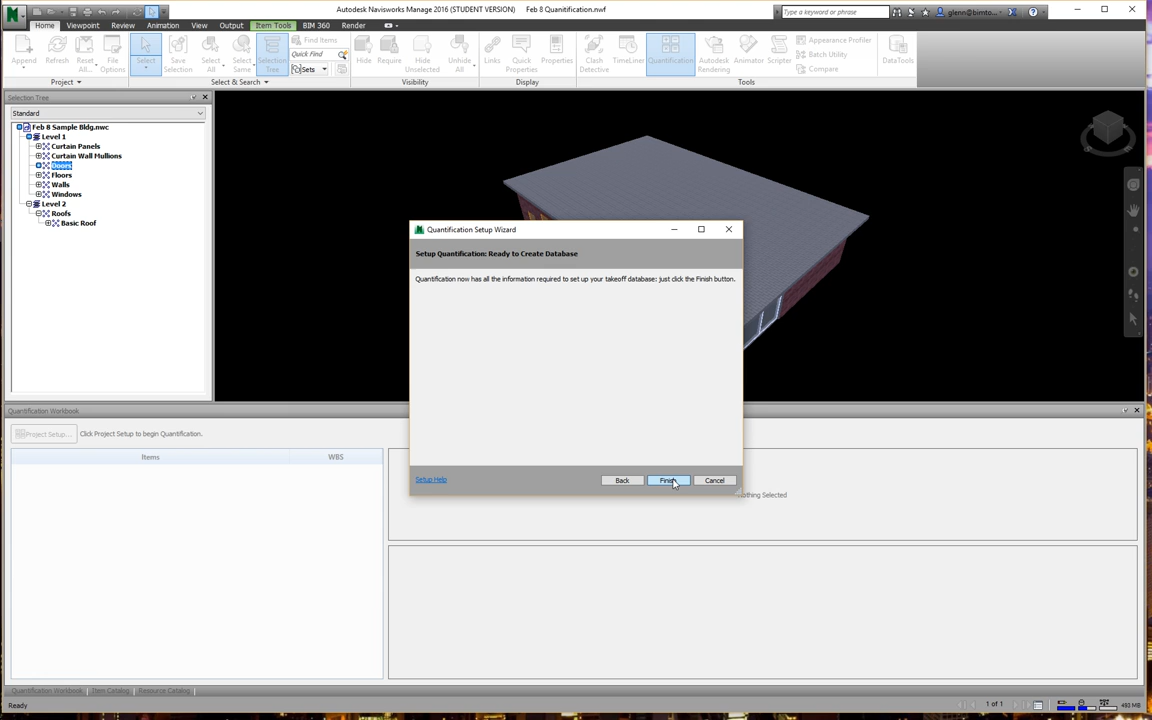 Autodesk Navisworks Manage 2016 (STUDENT VERSION) Feb 8 Quanitification.nwf
Type a keyword or phrase
glenn@bimto...
Home Viewpoint Review Animation View Output Item Tools BIM 360 Render
Append Refresh Reset All... File Options
Select Save Selection Select All Select Same Selection Tree
Find Items
Quick Find
Sets
Hide Require Hide Unselected Unhide All
Links Quick Properties Properties
Clash Detective TimeLiner Quantification Autodesk Rendering Animator Scripter
Appearance Profiler
Batch Utility
Compare
DataTools
Project Select & Search Visibility Display Tools
Selection Tree
Standard
Feb 8 Sample Bldg.nwc
Level 1
Curtain Panels
Curtain Wall Mullions
Doors
Floors
Walls
Windows
Level 2
Roofs
Basic Roof
Quantification Setup Wizard
Setup Quantification: Ready to Create Database
Quantification now has all the information required to set up your takeoff database: just click the Finish button.
Setup Help
Back Finish Cancel
Quantification Workbook
Project Setup... Click Project Setup to begin Quantification.
Items WBS
Nothing Selected
Quantification Workbook Item Catalog Resource Catalog
Ready
1 of 1
493 MB